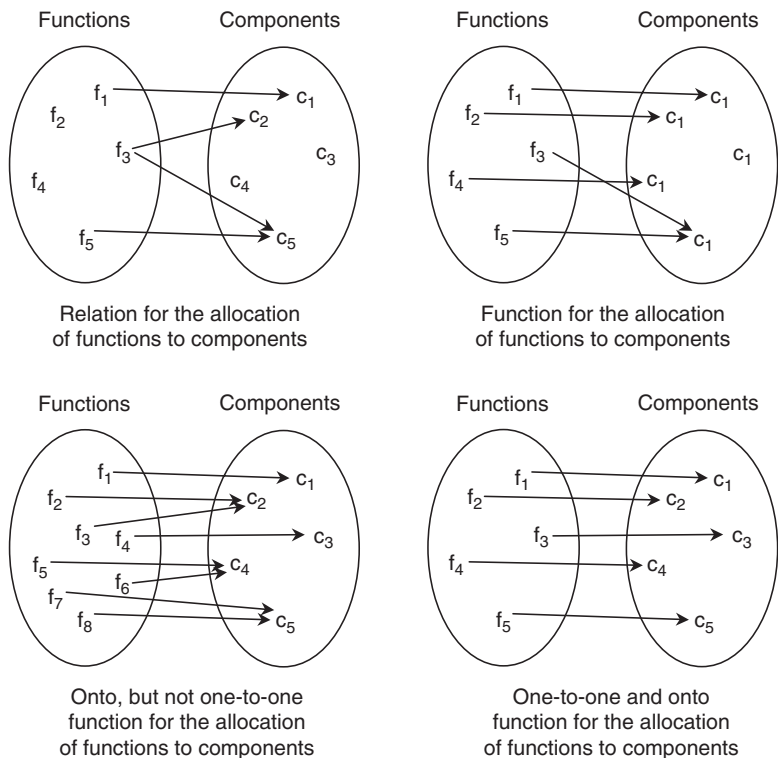 Functions Components
f₁ c₁
f₂ c₂
f₃ c₃
f₄ c₄
f₅ c₅
Relation for the allocation
of functions to components
Functions Components
f₁ c₁
f₂ c₁
f₃ c₁
f₄ c₁
f₅ c₁
Function for the allocation
of functions to components
Functions Components
f₁ c₁
f₂ c₂
f₃ f₄ c₃
f₅ c₄
f₆
f₇
f₈ c₅
Onto, but not one-to-one
function for the allocation
of functions to components
Functions Components
f₁ c₁
f₂ c₂
f₃ c₃
f₄ c₄
f₅ c₅
One-to-one and onto
function for the allocation
of functions to components